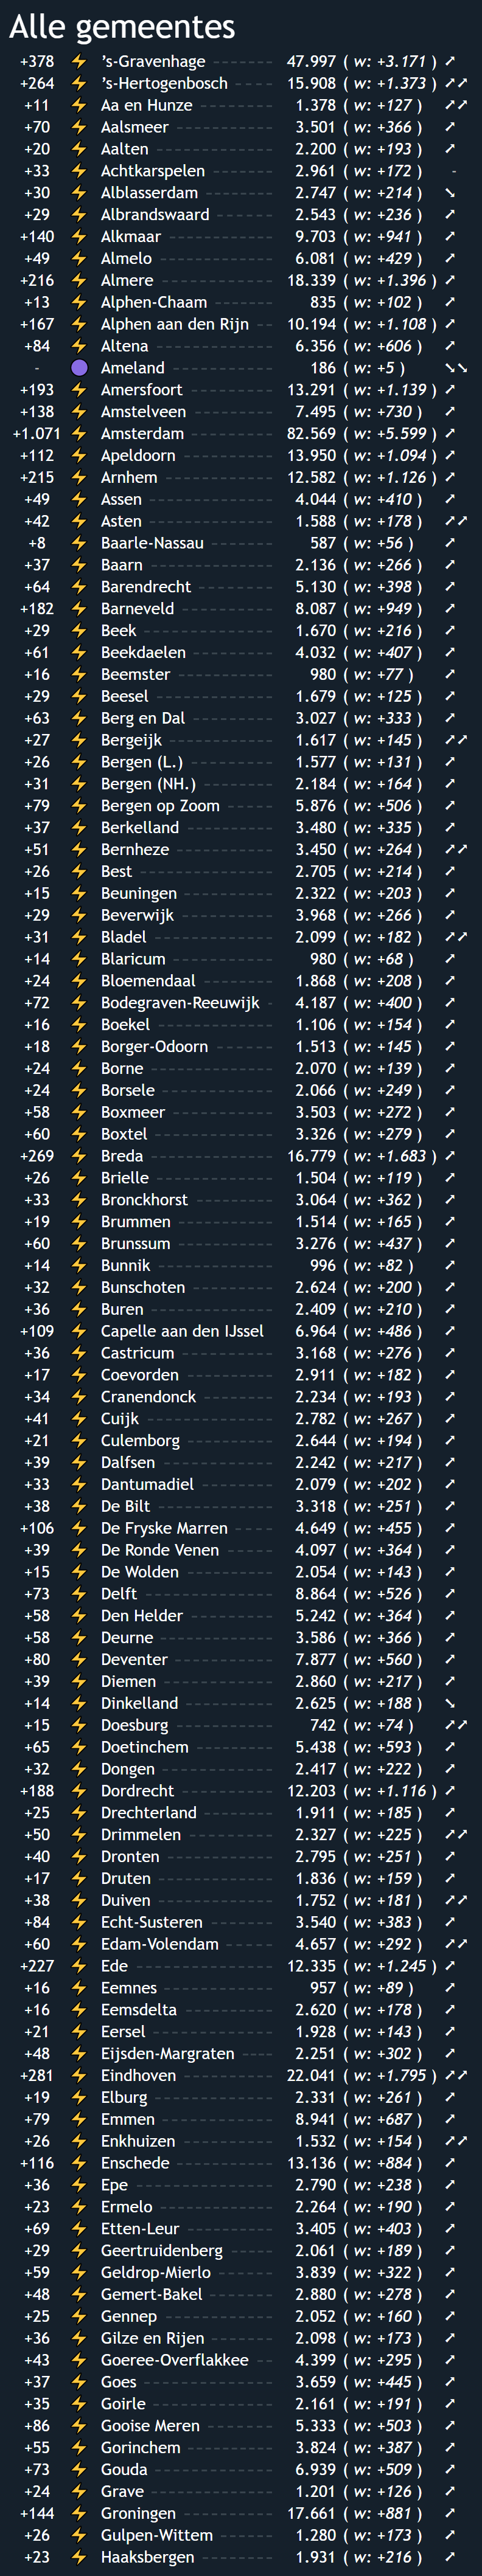 Alle gemeentes
+378 ⚡ ’s-Gravenhage 47.997 ( w: +3.171 ) ➚
+264 ⚡ ’s-Hertogenbosch 15.908 ( w: +1.373 ) ➚➚
+11 ⚡ Aa en Hunze 1.378 ( w: +127 ) ➚➚
+70 ⚡ Aalsmeer 3.501 ( w: +366 ) ➚
+20 ⚡ Aalten 2.200 ( w: +193 ) ➚
+33 ⚡ Achtkarspelen 2.961 ( w: +172 ) -
+30 ⚡ Alblasserdam 2.747 ( w: +214 ) ➘
+29 ⚡ Albrandswaard 2.543 ( w: +236 ) ➚
+140 ⚡ Alkmaar 9.703 ( w: +941 ) ➚
+49 ⚡ Almelo 6.081 ( w: +429 ) ➚
+216 ⚡ Almere 18.339 ( w: +1.396 ) ➚
+13 ⚡ Alphen-Chaam 835 ( w: +102 ) ➚
+167 ⚡ Alphen aan den Rijn 10.194 ( w: +1.108 ) ➚
+84 ⚡ Altena 6.356 ( w: +606 ) ➚
- 🟣 Ameland 186 ( w: +5 ) ➘➘
+193 ⚡ Amersfoort 13.291 ( w: +1.139 ) ➚
+138 ⚡ Amstelveen 7.495 ( w: +730 ) ➚
+1.071 ⚡ Amsterdam 82.569 ( w: +5.599 ) ➚
+112 ⚡ Apeldoorn 13.950 ( w: +1.094 ) ➚
+215 ⚡ Arnhem 12.582 ( w: +1.126 ) ➚
+49 ⚡ Assen 4.044 ( w: +410 ) ➚
+42 ⚡ Asten 1.588 ( w: +178 ) ➚➚
+8 ⚡ Baarle-Nassau 587 ( w: +56 ) ➚
+37 ⚡ Baarn 2.136 ( w: +266 ) ➚
+64 ⚡ Barendrecht 5.130 ( w: +398 ) ➚
+182 ⚡ Barneveld 8.087 ( w: +949 ) ➚
+29 ⚡ Beek 1.670 ( w: +216 ) ➚
+61 ⚡ Beekdaelen 4.032 ( w: +407 ) ➚
+16 ⚡ Beemster 980 ( w: +77 ) ➚
+29 ⚡ Beesel 1.679 ( w: +125 ) ➚
+63 ⚡ Berg en Dal 3.027 ( w: +333 ) ➚
+27 ⚡ Bergeijk 1.617 ( w: +145 ) ➚➚
+26 ⚡ Bergen (L.) 1.577 ( w: +131 ) ➚
+31 ⚡ Bergen (NH.) 2.184 ( w: +164 ) ➚
+79 ⚡ Bergen op Zoom 5.876 ( w: +506 ) ➚
+37 ⚡ Berkelland 3.480 ( w: +335 ) ➚
+51 ⚡ Bernheze 3.450 ( w: +264 ) ➚➚
+26 ⚡ Best 2.705 ( w: +214 ) ➚
+15 ⚡ Beuningen 2.322 ( w: +203 ) ➚
+29 ⚡ Beverwijk 3.968 ( w: +266 ) ➚
+31 ⚡ Bladel 2.099 ( w: +182 ) ➚➚
+14 ⚡ Blaricum 980 ( w: +68 ) ➚
+24 ⚡ Bloemendaal 1.868 ( w: +208 ) ➚
+72 ⚡ Bodegraven-Reeuwijk 4.187 ( w: +400 ) ➚
+16 ⚡ Boekel 1.106 ( w: +154 ) ➚
+18 ⚡ Borger-Odoorn 1.513 ( w: +145 ) ➚
+24 ⚡ Borne 2.070 ( w: +139 ) ➚
+24 ⚡ Borsele 2.066 ( w: +249 ) ➚
+58 ⚡ Boxmeer 3.503 ( w: +272 ) ➚
+60 ⚡ Boxtel 3.326 ( w: +279 ) ➚
+269 ⚡ Breda 16.779 ( w: +1.683 ) ➚
+26 ⚡ Brielle 1.504 ( w: +119 ) ➚
+33 ⚡ Bronckhorst 3.064 ( w: +362 ) ➚
+19 ⚡ Brummen 1.514 ( w: +165 ) ➚
+60 ⚡ Brunssum 3.276 ( w: +437 ) ➚
+14 ⚡ Bunnik 996 ( w: +82 ) ➚
+32 ⚡ Bunschoten 2.624 ( w: +200 ) ➚
+36 ⚡ Buren 2.409 ( w: +210 ) ➚
+109 ⚡ Capelle aan den IJssel 6.964 ( w: +486 ) ➚
+36 ⚡ Castricum 3.168 ( w: +276 ) ➚
+17 ⚡ Coevorden 2.911 ( w: +182 ) ➚
+34 ⚡ Cranendonck 2.234 ( w: +193 ) ➚
+41 ⚡ Cuijk 2.782 ( w: +267 ) ➚
+21 ⚡ Culemborg 2.644 ( w: +194 ) ➚
+39 ⚡ Dalfsen 2.242 ( w: +217 ) ➚
+33 ⚡ Dantumadiel 2.079 ( w: +202 ) ➚
+38 ⚡ De Bilt 3.318 ( w: +251 ) ➚
+106 ⚡ De Fryske Marren 4.649 ( w: +455 ) ➚
+39 ⚡ De Ronde Venen 4.097 ( w: +364 ) ➚
+15 ⚡ De Wolden 2.054 ( w: +143 ) ➚
+73 ⚡ Delft 8.864 ( w: +526 ) ➚
+58 ⚡ Den Helder 5.242 ( w: +364 ) ➚
+58 ⚡ Deurne 3.586 ( w: +366 ) ➚
+80 ⚡ Deventer 7.877 ( w: +560 ) ➚
+39 ⚡ Diemen 2.860 ( w: +217 ) ➚
+14 ⚡ Dinkelland 2.625 ( w: +188 ) ➘
+15 ⚡ Doesburg 742 ( w: +74 ) ➚➚
+65 ⚡ Doetinchem 5.438 ( w: +593 ) ➚
+32 ⚡ Dongen 2.417 ( w: +222 ) ➚
+188 ⚡ Dordrecht 12.203 ( w: +1.116 ) ➚
+25 ⚡ Drechterland 1.911 ( w: +185 ) ➚
+50 ⚡ Drimmelen 2.327 ( w: +225 ) ➚➚
+40 ⚡ Dronten 2.795 ( w: +251 ) ➚
+17 ⚡ Druten 1.836 ( w: +159 ) ➚
+38 ⚡ Duiven 1.752 ( w: +181 ) ➚➚
+84 ⚡ Echt-Susteren 3.540 ( w: +383 ) ➚
+60 ⚡ Edam-Volendam 4.657 ( w: +292 ) ➚➚
+227 ⚡ Ede 12.335 ( w: +1.245 ) ➚
+16 ⚡ Eemnes 957 ( w: +89 ) ➚
+16 ⚡ Eemsdelta 2.620 ( w: +178 ) ➚
+21 ⚡ Eersel 1.928 ( w: +143 ) ➚
+48 ⚡ Eijsden-Margraten 2.251 ( w: +302 ) ➚
+281 ⚡ Eindhoven 22.041 ( w: +1.795 ) ➚➚
+19 ⚡ Elburg 2.331 ( w: +261 ) ➚
+79 ⚡ Emmen 8.941 ( w: +687 ) ➚
+26 ⚡ Enkhuizen 1.532 ( w: +154 ) ➚➚
+116 ⚡ Enschede 13.136 ( w: +884 ) ➚
+36 ⚡ Epe 2.790 ( w: +238 ) ➚
+23 ⚡ Ermelo 2.264 ( w: +190 ) ➚
+69 ⚡ Etten-Leur 3.405 ( w: +403 ) ➚
+29 ⚡ Geertruidenberg 2.061 ( w: +189 ) ➚
+59 ⚡ Geldrop-Mierlo 3.839 ( w: +322 ) ➚
+48 ⚡ Gemert-Bakel 2.880 ( w: +278 ) ➚
+25 ⚡ Gennep 2.052 ( w: +160 ) ➚
+36 ⚡ Gilze en Rijen 2.098 ( w: +173 ) ➚
+43 ⚡ Goeree-Overflakkee 4.399 ( w: +295 ) ➚
+37 ⚡ Goes 3.659 ( w: +445 ) ➚
+35 ⚡ Goirle 2.161 ( w: +191 ) ➚
+86 ⚡ Gooise Meren 5.333 ( w: +503 ) ➚
+55 ⚡ Gorinchem 3.824 ( w: +387 ) ➚
+73 ⚡ Gouda 6.939 ( w: +509 ) ➚
+24 ⚡ Grave 1.201 ( w: +126 ) ➚
+144 ⚡ Groningen 17.661 ( w: +881 ) ➚
+26 ⚡ Gulpen-Wittem 1.280 ( w: +173 ) ➚
+23 ⚡ Haaksbergen 1.931 ( w: +216 ) ➚